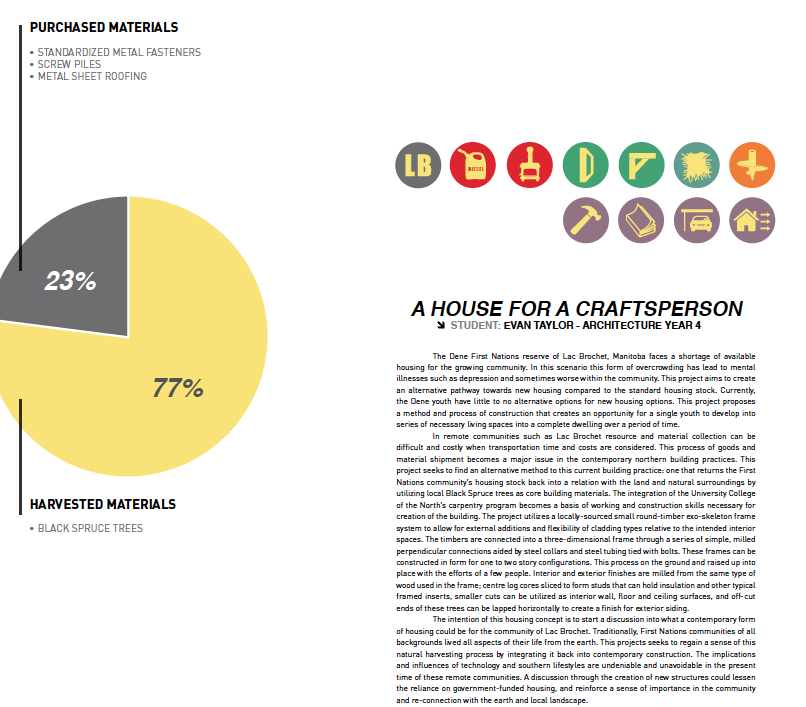 PURCHASED MATERIALS
• STANDARDIZED METAL FASTENERS
• SCREW PILES
• METAL SHEET ROOFING
23%
77%
HARVESTED MATERIALS
• BLACK SPRUCE TREES
LB
DIESEL
A HOUSE FOR A CRAFTSPERSON
STUDENT: EVAN TAYLOR - ARCHITECTURE YEAR 4
The Dene First Nations reserve of Lac Brochet, Manitoba faces a shortage of available
housing for the growing community. In this scenario this form of overcrowding has lead to mental
illnesses such as depression and sometimes worse within the community. This project aims to create
an alternative pathway towards new housing compared to the standard housing stock. Currently,
the Dene youth have little to no alternative options for new housing options. This project proposes
a method and process of construction that creates an opportunity for a single youth to develop into
series of necessary living spaces into a complete dwelling over a period of time.
In remote communities such as Lac Brochet resource and material collection can be
difficult and costly when transportation time and costs are considered. This process of goods and
material shipment becomes a major issue in the contemporary northern building practices. This
project seeks to find an alternative method to this current building practice: one that returns the First
Nation community's housing stock back into a relation with the land and natural surroundings by
utilizing local Black Spruce trees as core building materials. The integration of the University College
of the North's carpentry program becomes a basis of working and construction skills necessary for
creation of the building. The project utilizes a locally-sourced small round-timber exo-skeleton frame
system to allow for external additions and flexibility of cladding types relative to the intended interior
spaces. The timbers are connected into a three-dimensional frame through a series of simple, milled
perpendicular connections aided by steel collars and steel tubing tied with bolts. These frames can be
constructed in form for one to two story configurations. This process on the ground and raised up into
place with the efforts of a few people. Interior and exterior finishes are milled from the same type of
wood used in the frame; centre log cores sliced to form studs that can hold insulation and other typical
framed inserts, smaller cuts can be utilized as interior wall, floor and ceiling surfaces, and off-cut
ends of these trees can be lapped horizontally to create a finish for exterior siding.
The intention of this housing concept is to start a discussion into what a contemporary form
of housing could be for the community of Lac Brochet. Traditionally, First Nations communities of all
backgrounds lived all aspects of their life from the earth. This projects seeks to regain a sense of this
natural harvesting process by integrating it back into contemporary construction. The implications
and influences of technology and southern lifestyles are undeniable and unavoidable in the present
time of these remote communities. A discussion through the creation of new structures could lessen
the reliance on government-funded housing, and reinforce a sense of importance in the community
and re-connection with the earth and local landscape.